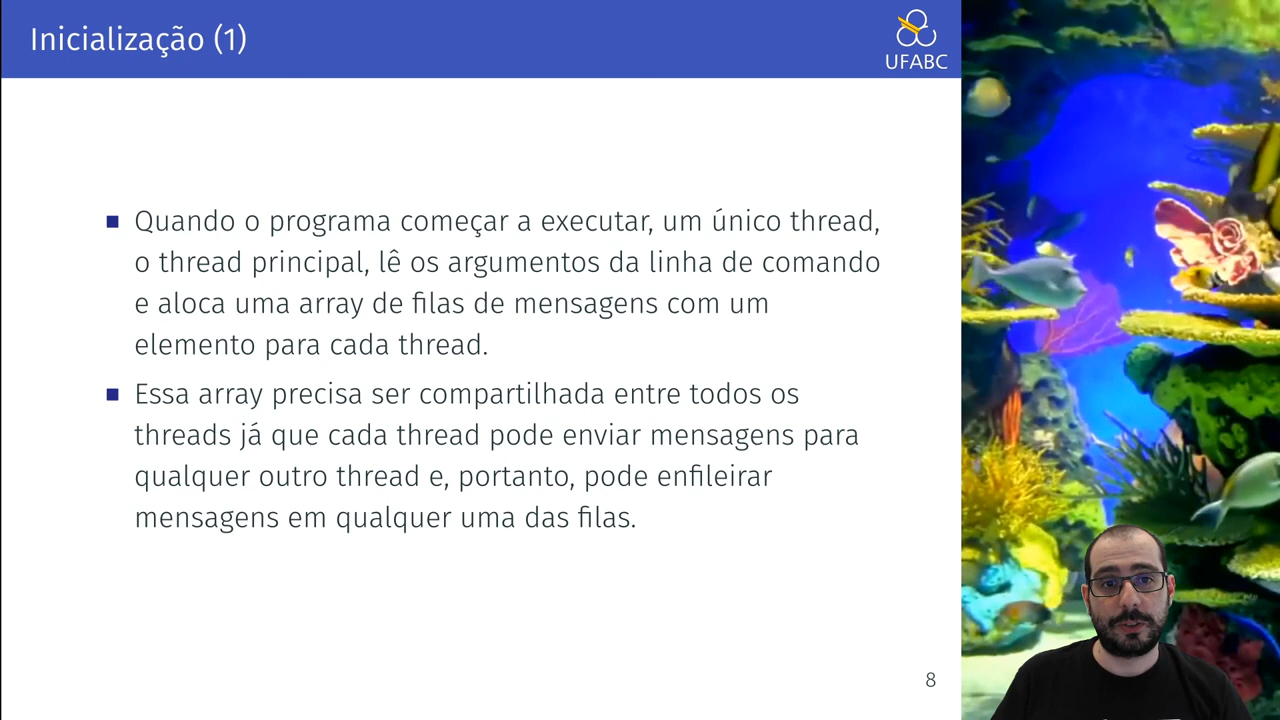 Inicialização (1)
UFABC
Quando o programa começar a executar, um único thread,
o thread principal, lê os argumentos da linha de comando
e aloca uma array de filas de mensagens com um
elemento para cada thread.
Essa array precisa ser compartilhada entre todos os
threads já que cada thread pode enviar mensagens para
qualquer outro thread e, portanto, pode enfileirar
mensagens em qualquer uma das filas.
8